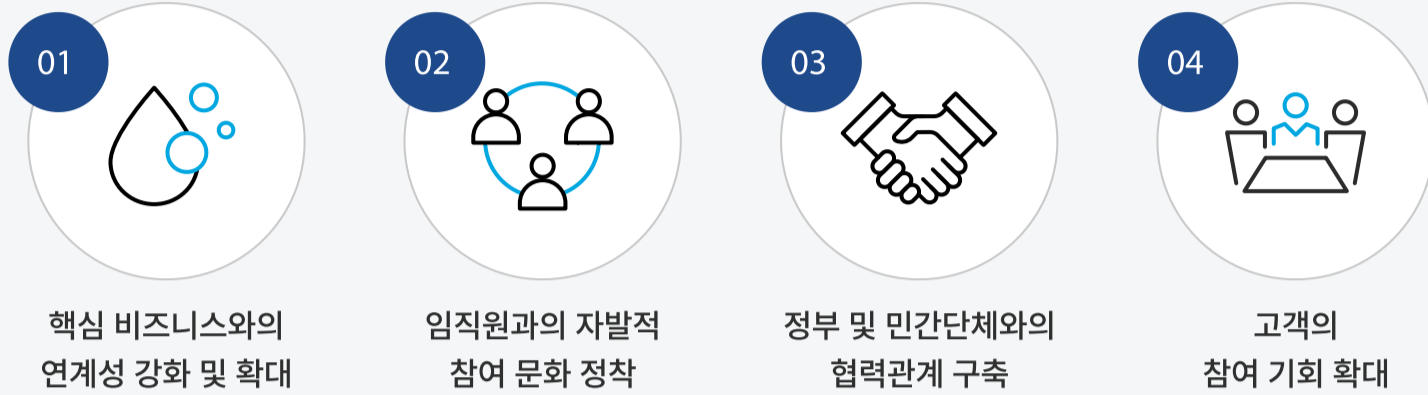 01
핵심 비즈니스와의
연계성 강화 및 확대
02
임직원과의 자발적
참여 문화 정착
03
정부 및 민간단체와의
협력관계 구축
04
고객의
참여 기회 확대